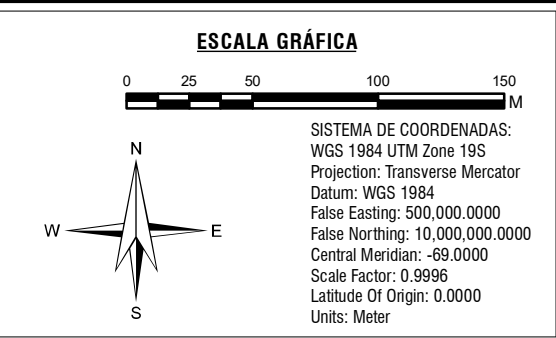 ESCALA GRÁFICA
0 25 50 100 150
M
SISTEMA DE COORDENADAS:
WGS 1984 UTM Zone 19S
Projection: Transverse Mercator
Datum: WGS 1984
False Easting: 500,000.0000
False Northing: 10,000,000.0000
Central Meridian: -69.0000
Scale Factor: 0.9996
Latitude Of Origin: 0.0000
Units: Meter
N
W E
S